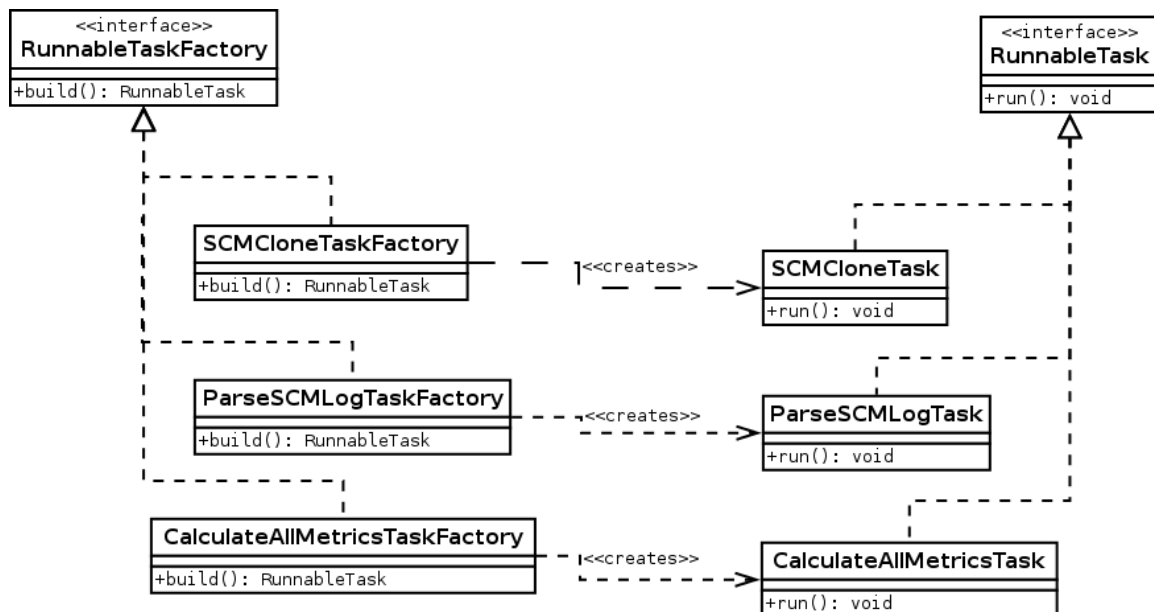 <<interface>>
RunnableTaskFactory
+build(): RunnableTask
<<interface>>
RunnableTask
+run(): void
SCMCloneTaskFactory
+build(): RunnableTask
<<creates>>
SCMCloneTask
+run(): void
ParseSCMLogTaskFactory
+build(): RunnableTask
<<creates>>
ParseSCMLogTask
+run(): void
CalculateAllMetricsTaskFactory
+build(): RunnableTask
<<creates>>
CalculateAllMetricsTask
+run(): void